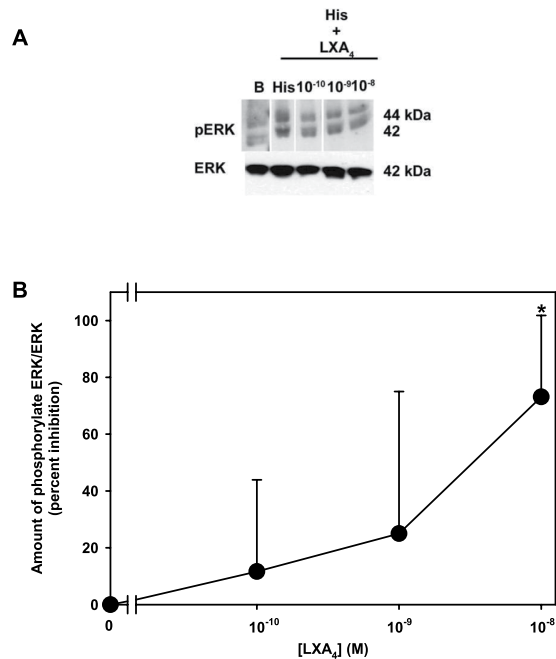 A
His
+
LXA₄
B His 10⁻¹⁰ 10⁻⁹ 10⁻⁸
44 kDa
pERK 42
ERK 42 kDa
B
Amount of phosphorylate ERK/ERK
(percent inhibition)
100
80
60
40
20
0
*
0 10⁻¹⁰ 10⁻⁹ 10⁻⁸
[LXA₄] (M)